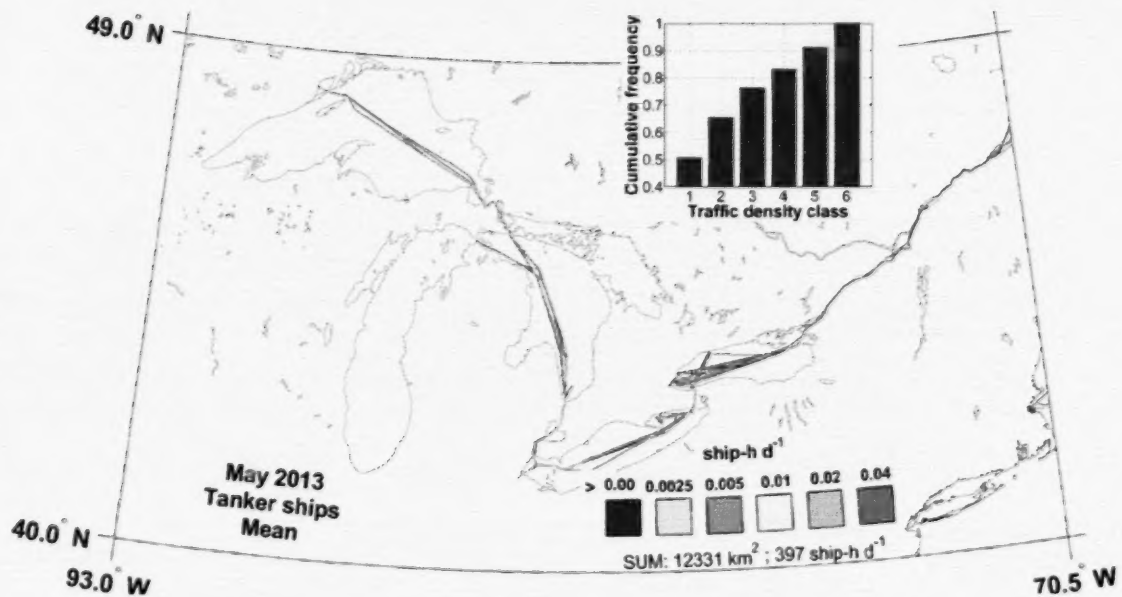 49.0° N
Cumulative frequency
1
0.9
0.8
0.7
0.6
0.5
0.4
1 2 3 4 5 6
Traffic density class
May 2013
Tanker ships
Mean
ship-h d⁻¹
> 0.00 0.0025 0.005 0.01 0.02 0.04
SUM: 12331 km² ; 397 ship-h d⁻¹
40.0° N
93.0° W
70.5° W